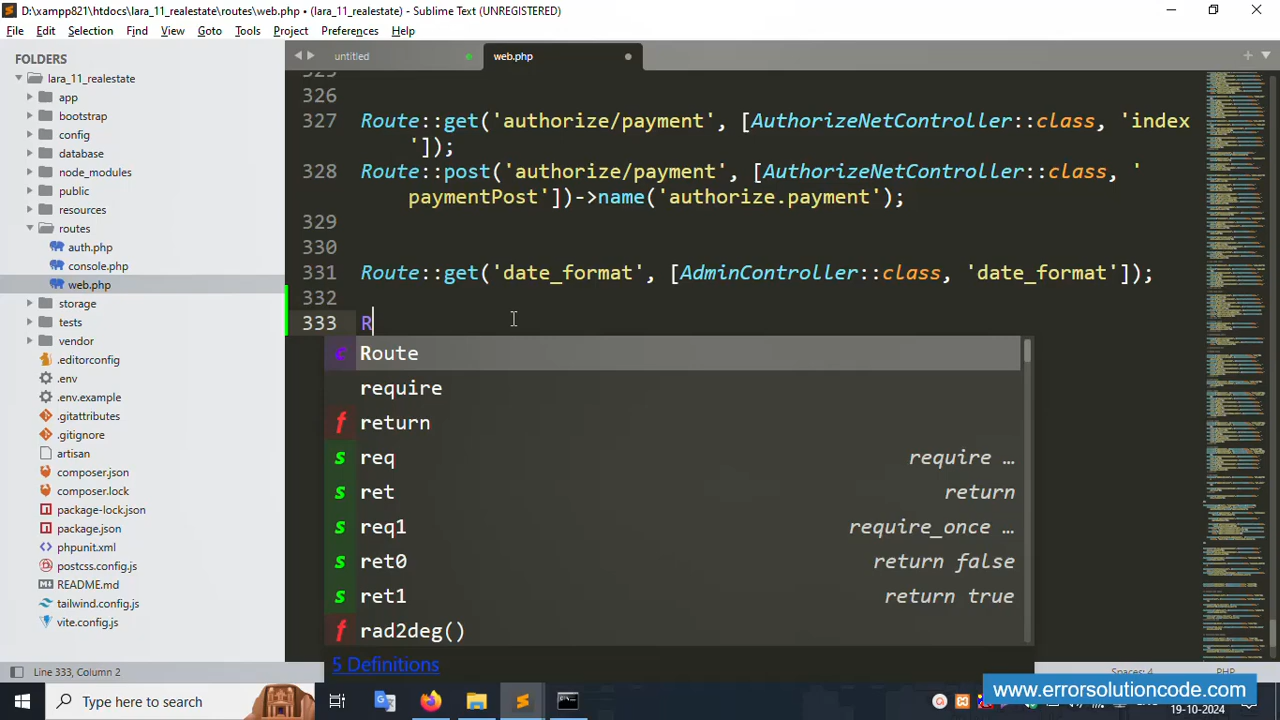 D:\xampp821\htdocs\lara_11_realestate\routes\web.php • (lara_11_realestate) - Sublime Text (UNREGISTERED)
File Edit Selection Find View Goto Tools Project Preferences Help
FOLDERS
lara_11_realestate
app
bootstrap
config
database
node_modules
public
resources
routes
auth.php
console.php
web.php
storage
tests
vendor
.editorconfig
.env
.env.example
.gitattributes
.gitignore
artisan
composer.json
composer.lock
package-lock.json
package.json
phpunit.xml
postcss.config.js
README.md
tailwind.config.js
vite.config.js
untitled
web.php
325
326
327 Route::get('authorize/payment', [AuthorizeNetController::class, 'index
']);
328 Route::post('authorize/payment', [AuthorizeNetController::class, '
paymentPost'])->name('authorize.payment');
329
330
331 Route::get('date_format', [AdminController::class, 'date_format']);
332
333 R
c Route
require
f return
s req require …
s ret return
s req1 require_once …
s ret0 return false
s ret1 return true
f rad2deg()
5 Definitions
Line 333, Column 2
Spaces: 4
PHP
Type here to search
www.errorsolutioncode.com
19-10-2024